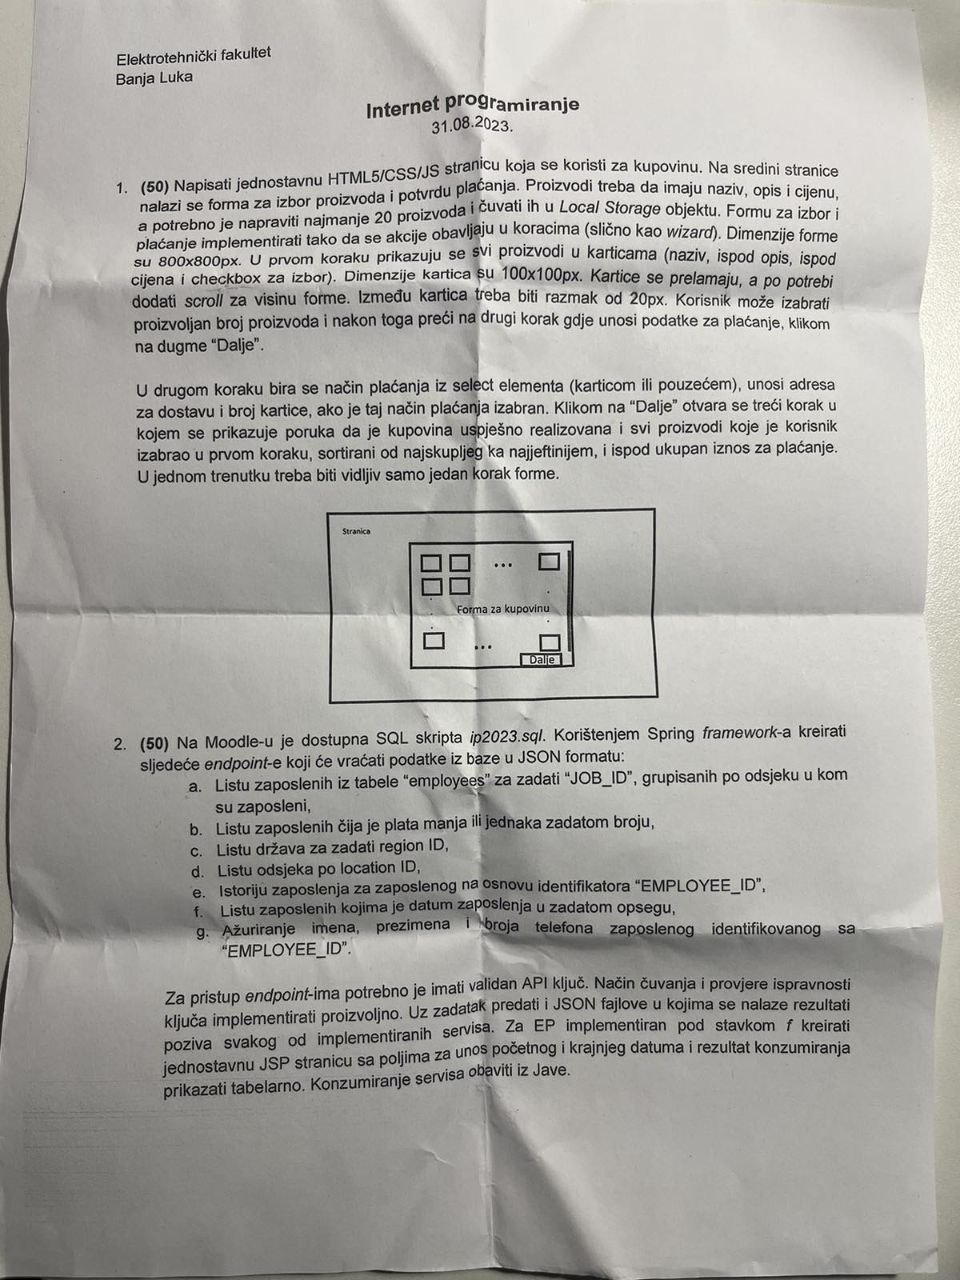 Elektrotehnički fakultet
Banja Luka
Internet programiranje
31.08.2023.
1. (50) Napisati jednostavnu HTML5/CSS/JS stranicu koja se koristi za kupovinu. Na sredini stranice
nalazi se forma za izbor proizvoda i potvrdu plaćanja. Proizvodi treba da imaju naziv, opis i cijenu,
a potrebno je napraviti najmanje 20 proizvoda i čuvati ih u Local Storage objektu. Formu za izbor i
plaćanje implementirati tako da se akcije obavljaju u koracima (slično kao wizard). Dimenzije forme
su 800x800px. U prvom koraku prikazuju se svi proizvodi u karticama (naziv, ispod opis, ispod
cijena i checkbox za izbor). Dimenzije kartica su 100x100px. Kartice se prelamaju, a po potrebi
dodati scroll za visinu forme. Između kartica treba biti razmak od 20px. Korisnik može izabrati
proizvoljan broj proizvoda i nakon toga preći na drugi korak gdje unosi podatke za plaćanje, klikom
na dugme “Dalje”.
U drugom koraku bira se način plaćanja iz select elementa (karticom ili pouzećem), unosi adresa
za dostavu i broj kartice, ako je taj način plaćanja izabran. Klikom na “Dalje” otvara se treći korak u
kojem se prikazuje poruka da je kupovina uspješno realizovana i svi proizvodi koje je korisnik
izabrao u prvom koraku, sortirani od najskupljeg ka najjeftinijem, i ispod ukupan iznos za plaćanje.
U jednom trenutku treba biti vidljiv samo jedan korak forme.
Stranica
...
Forma za kupovinu
...
Dalje
2. (50) Na Moodle-u je dostupna SQL skripta ip2023.sql. Korištenjem Spring framework-a kreirati
sljedeće endpoint-e koji će vraćati podatke iz baze u JSON formatu:
a. Listu zaposlenih iz tabele “employees” za zadati “JOB_ID”, grupisanih po odsjeku u kom
su zaposleni,
b. Listu zaposlenih čija je plata manja ili jednaka zadatom broju,
c. Listu država za zadati region ID,
d. Listu odsjeka po location ID,
e. Istoriju zaposlenja za zaposlenog na osnovu identifikatora “EMPLOYEE_ID”,
f. Listu zaposlenih kojima je datum zaposlenja u zadatom opsegu,
g. Ažuriranje imena, prezimena i broja telefona zaposlenog identifikovanog sa
“EMPLOYEE_ID”.
Za pristup endpoint-ima potrebno je imati validan API ključ. Način čuvanja i provjere ispravnosti
ključa implementirati proizvoljno. Uz zadatak predati i JSON fajlove u kojima se nalaze rezultati
poziva svakog od implementiranih servisa. Za EP implementiran pod stavkom f kreirati
jednostavnu JSP stranicu sa poljima za unos početnog i krajnjeg datuma i rezultat konzumiranja
prikazati tabelarno. Konzumiranje servisa obaviti iz Jave.